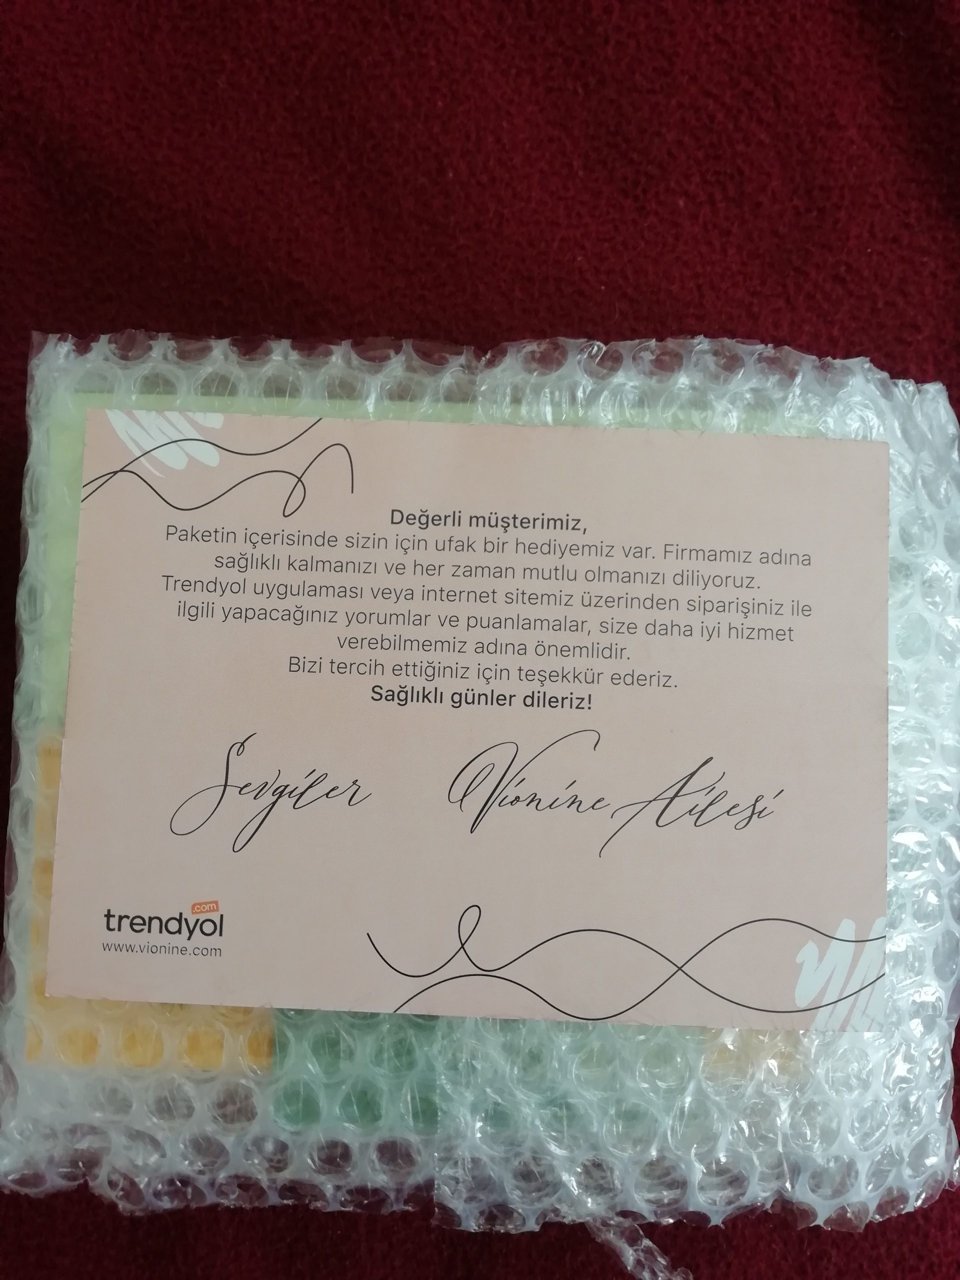 Değerli müşterimiz,
Paketin içerisinde sizin için ufak bir hediyemiz var. Firmamız adına
sağlıklı kalmanızı ve her zaman mutlu olmanızı diliyoruz.
Trendyol uygulaması veya internet sitemiz üzerinden siparişiniz ile
ilgili yapacağınız yorumlar ve puanlamalar, size daha iyi hizmet
verebilmemiz adına önemlidir.
Bizi tercih ettiğiniz için teşekkür ederiz.
Sağlıklı günler dileriz!
Sevgiler Vionine Ailesi
trendyol.com
www.vionine.com